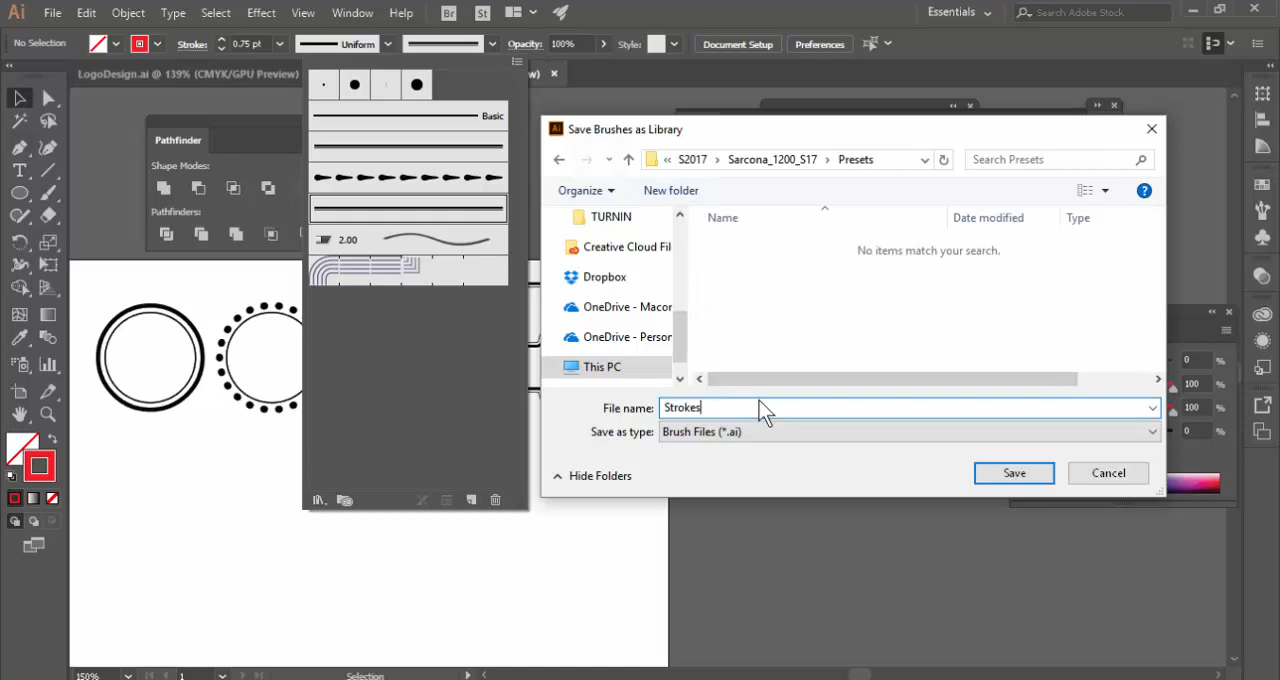 Ai File Edit Object Type Select Effect View Window Help Br St Essentials Search Adobe Stock
No Selection Stroke: 0.75 pt Uniform Opacity: 100% Style: Document Setup Preferences
LogoDesign.ai @ 139% (CMYK/GPU Preview)
w)
Pathfinder
Shape Modes:
Pathfinders:
Basic
2.00
Save Brushes as Library
S2017 Sarcona_1200_S17 Presets Search Presets
Organize New folder
TURNIN
Creative Cloud Fil
Dropbox
OneDrive - Macor
OneDrive - Person
This PC
Name Date modified Type
No items match your search.
File name: Strokes
Save as type: Brush Files (*.ai)
Hide Folders Save Cancel
0 %
100 %
100 %
0 %
150% 1 Selection